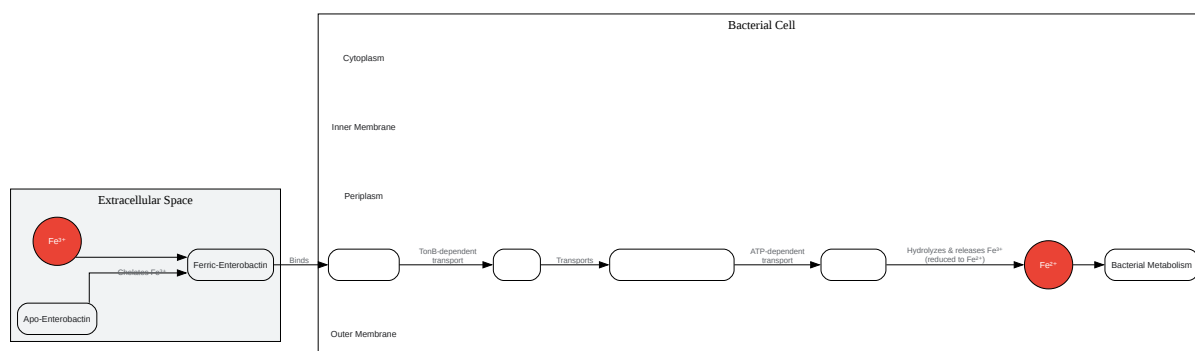 Bacterial Cell
Cytoplasm
Inner Membrane
Periplasm
Extracellular Space
Fe³⁺
Chelates Fe³⁺
Ferric-Enterobactin
Apo-Enterobactin
Binds
TonB-dependent
transport
Transports
ATP-dependent
transport
Hydrolyzes & releases Fe³⁺
(reduced to Fe²⁺)
Fe²⁺
Bacterial Metabolism
Outer Membrane